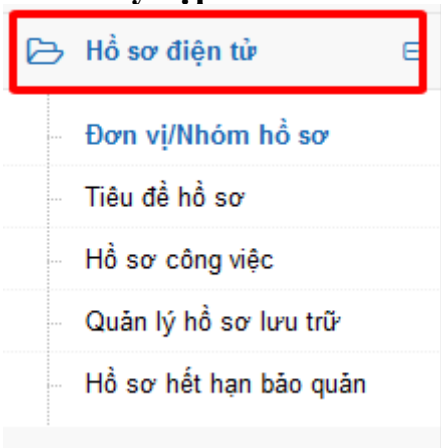 Hồ sơ điện tử
Đơn vị/Nhóm hồ sơ
Tiêu đề hồ sơ
Hồ sơ công việc
Quản lý hồ sơ lưu trữ
Hồ sơ hết hạn bảo quản